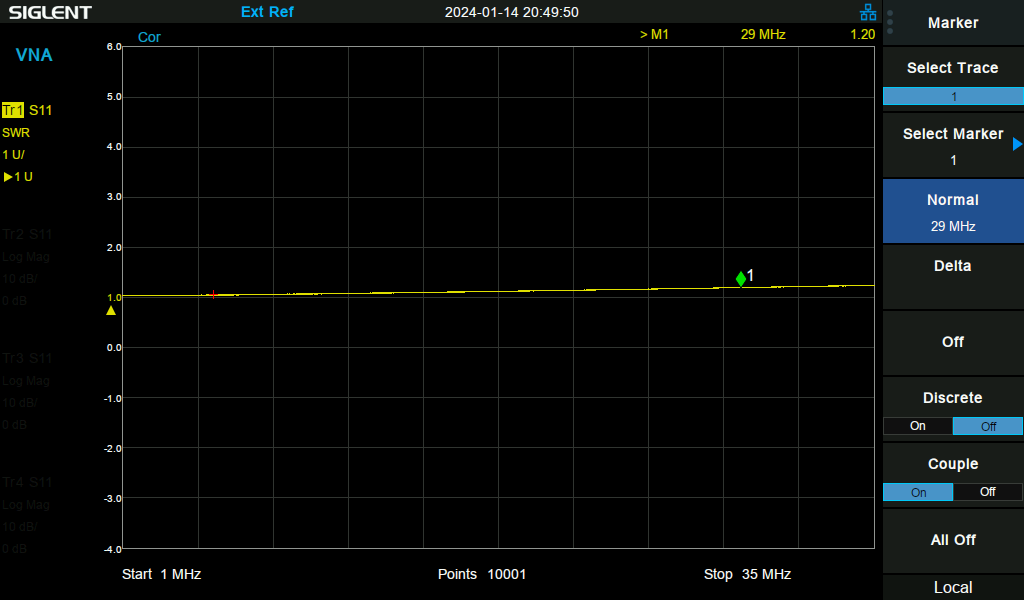 SIGLENT Ext Ref 2024-01-14 20:49:50
VNA
Cor
> M1 29 MHz 1.20
Tr1 S11
SWR
1 U/
▶1 U
Tr2 S11
Log Mag
10 dB/
0 dB
Tr3 S11
Log Mag
10 dB/
0 dB
Tr4 S11
Log Mag
10 dB/
0 dB
6.0
5.0
4.0
3.0
2.0
1.0
0.0
-1.0
-2.0
-3.0
-4.0
1
Start 1 MHz Points 10001 Stop 35 MHz
Marker
Select Trace
1
Select Marker
1
Normal
29 MHz
Delta
Off
Discrete
On Off
Couple
On Off
All Off
Local